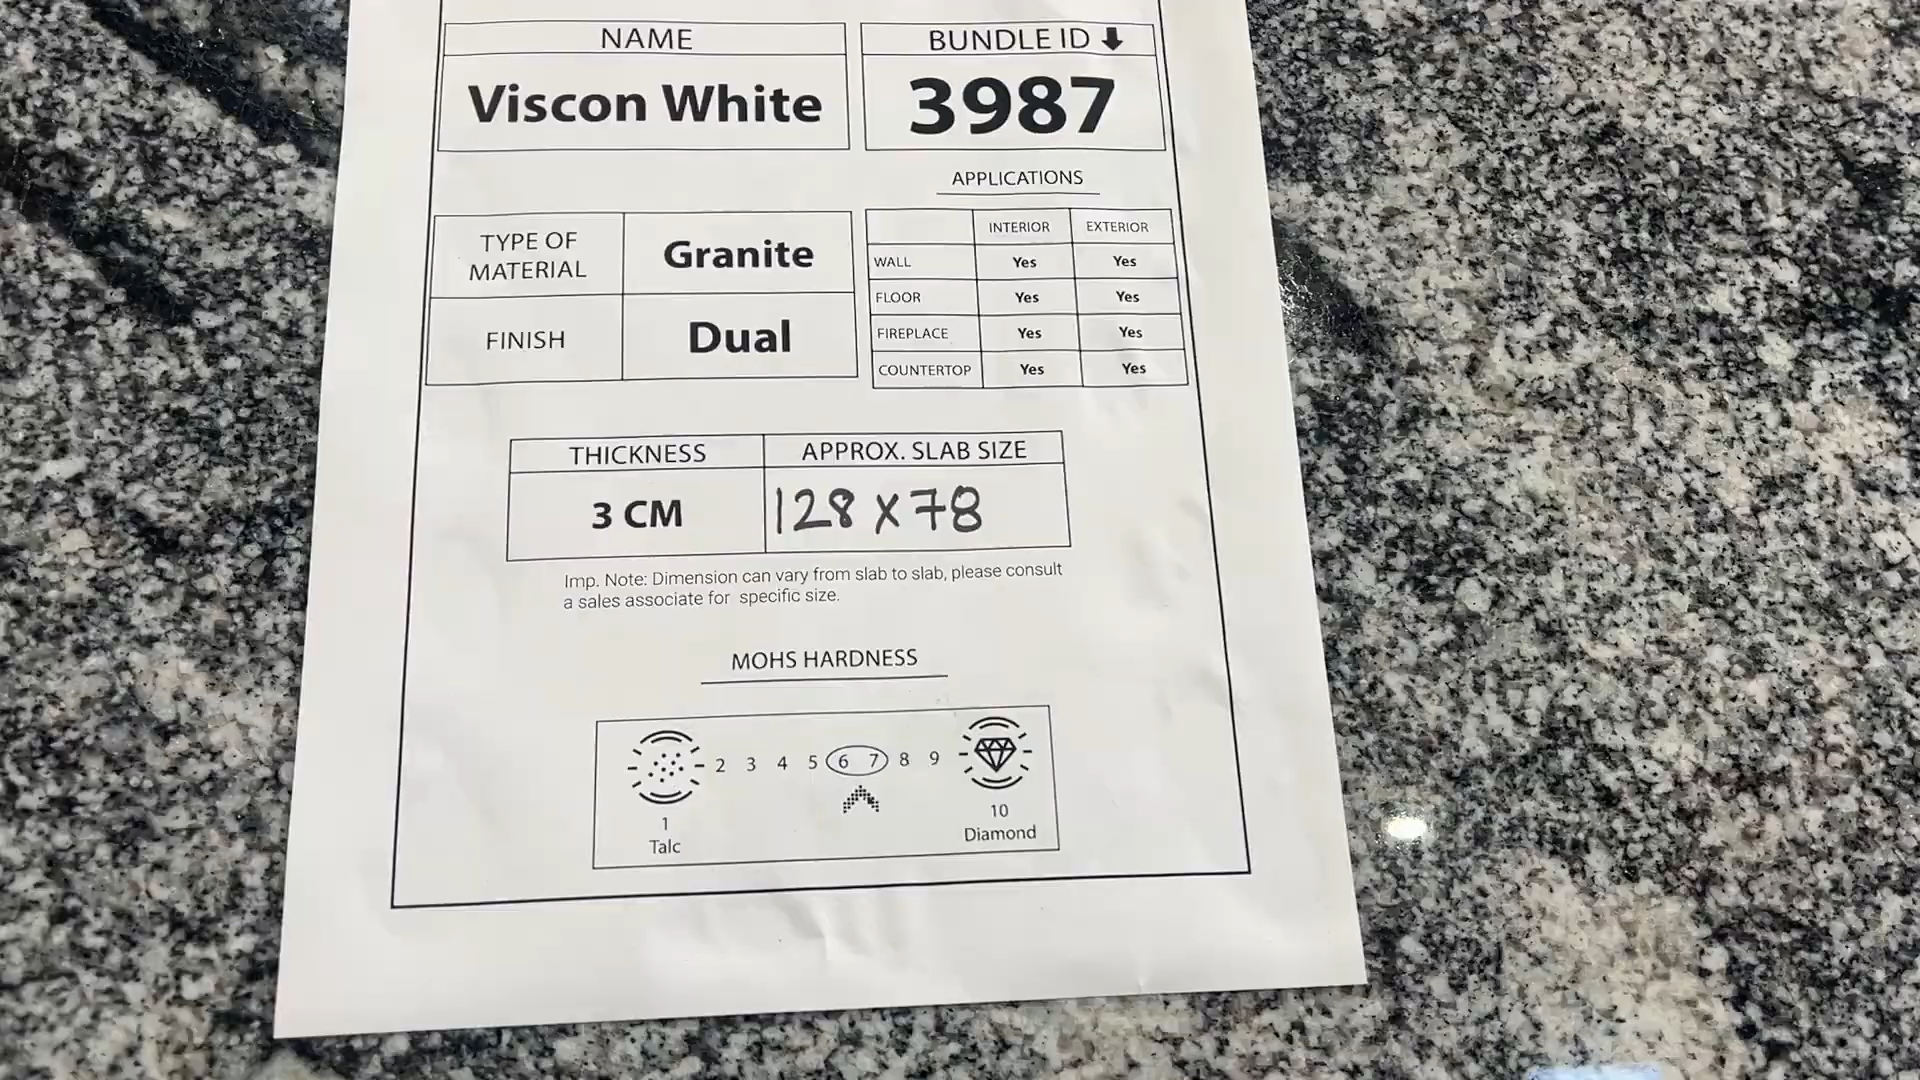 NAME
Viscon White
BUNDLE ID
3987
APPLICATIONS
TYPE OF MATERIAL Granite
FINISH Dual
INTERIOR EXTERIOR
WALL Yes Yes
FLOOR Yes Yes
FIREPLACE Yes Yes
COUNTERTOP Yes Yes
THICKNESS APPROX. SLAB SIZE
3 CM 128 X 78
Imp. Note: Dimension can vary from slab to slab, please consult
a sales associate for specific size.
MOHS HARDNESS
2 3 4 5 6 7 8 9
1 10
Talc Diamond